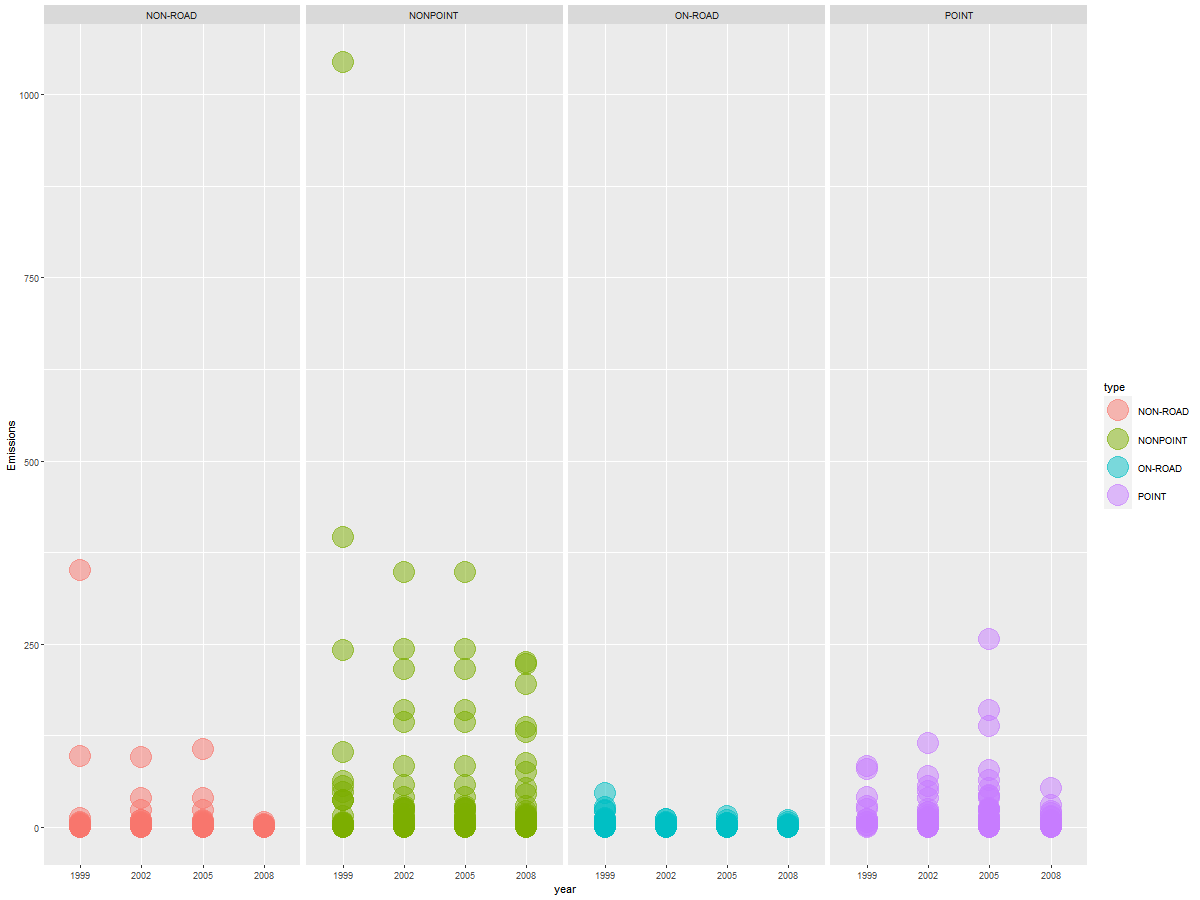 NON-ROAD NONPOINT ON-ROAD POINT
1000
750
500
250
0
Emissions
1999 2002 2005 2008 1999 2002 2005 2008 1999 2002 2005 2008 1999 2002 2005 2008
year
type
NON-ROAD
NONPOINT
ON-ROAD
POINT